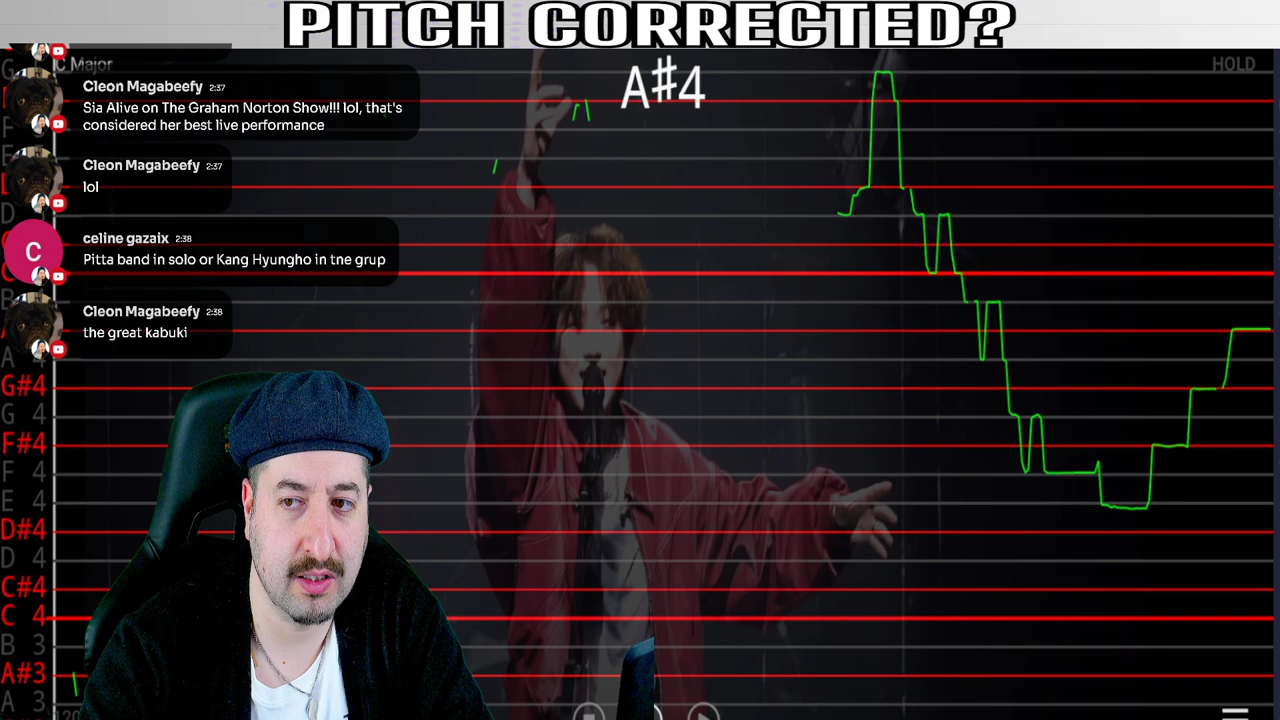 PITCH CORRECTED?
C Major
HOLD
A#4
Cleon Magabeefy 2:37
Sia Alive on The Graham Norton Show!!! lol, that's
considered her best live performance
Cleon Magabeefy 2:37
lol
C
celine gazaix 2:38
Pitta band in solo or Kang Hyungho in tne grup
Cleon Magabeefy 2:38
the great kabuki
G
F
E
D
B
A 4
G#4
G 4
F#4
F 4
E 4
D#4
D 4
C#4
C 4
B 3
A#3
A 3
120